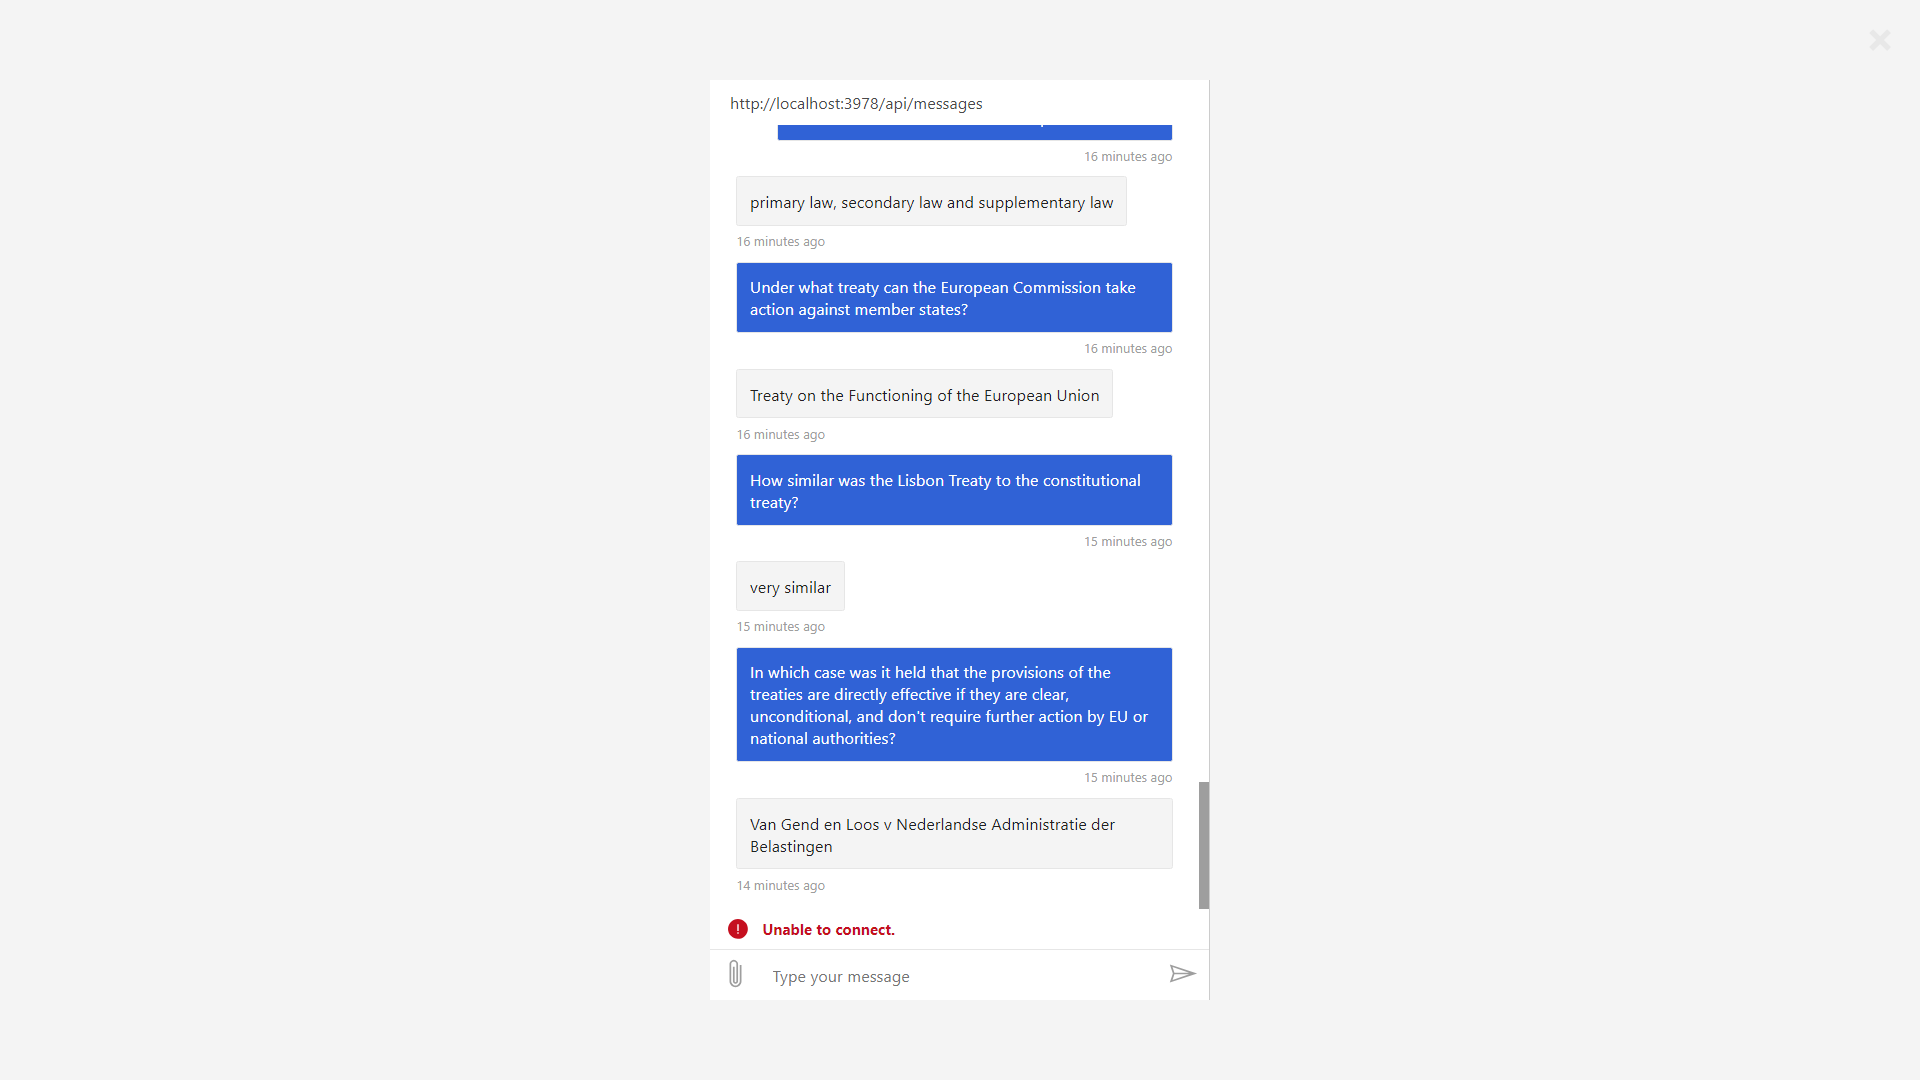 http://localhost:3978/api/messages
16 minutes ago
primary law, secondary law and supplementary law
16 minutes ago
Under what treaty can the European Commission take
action against member states?
16 minutes ago
Treaty on the Functioning of the European Union
16 minutes ago
How similar was the Lisbon Treaty to the constitutional
treaty?
15 minutes ago
very similar
15 minutes ago
In which case was it held that the provisions of the
treaties are directly effective if they are clear,
unconditional, and don't require further action by EU or
national authorities?
15 minutes ago
Van Gend en Loos v Nederlandse Administratie der
Belastingen
14 minutes ago
Unable to connect.
Type your message